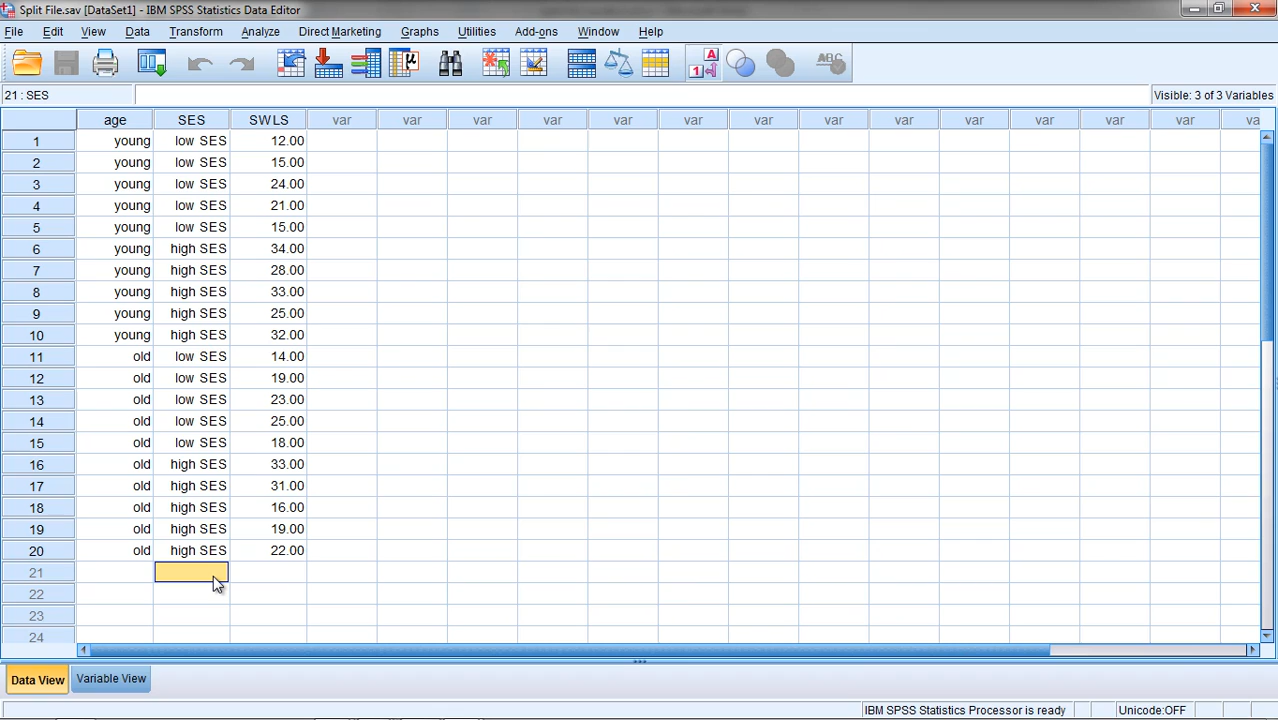 Split File.sav [DataSet1] - IBM SPSS Statistics Data Editor
File Edit View Data Transform Analyze Direct Marketing Graphs Utilities Add-ons Window Help
A 1 ABC
21 : SES Visible: 3 of 3 Variables
age SES SWLS var var var var var var var var var var var var var va
1 young low SES 12.00
2 young low SES 15.00
3 young low SES 24.00
4 young low SES 21.00
5 young low SES 15.00
6 young high SES 34.00
7 young high SES 28.00
8 young high SES 33.00
9 young high SES 25.00
10 young high SES 32.00
11 old low SES 14.00
12 old low SES 19.00
13 old low SES 23.00
14 old low SES 25.00
15 old low SES 18.00
16 old high SES 33.00
17 old high SES 31.00
18 old high SES 16.00
19 old high SES 19.00
20 old high SES 22.00
21
22
23
24
Data View Variable View
IBM SPSS Statistics Processor is ready Unicode:OFF